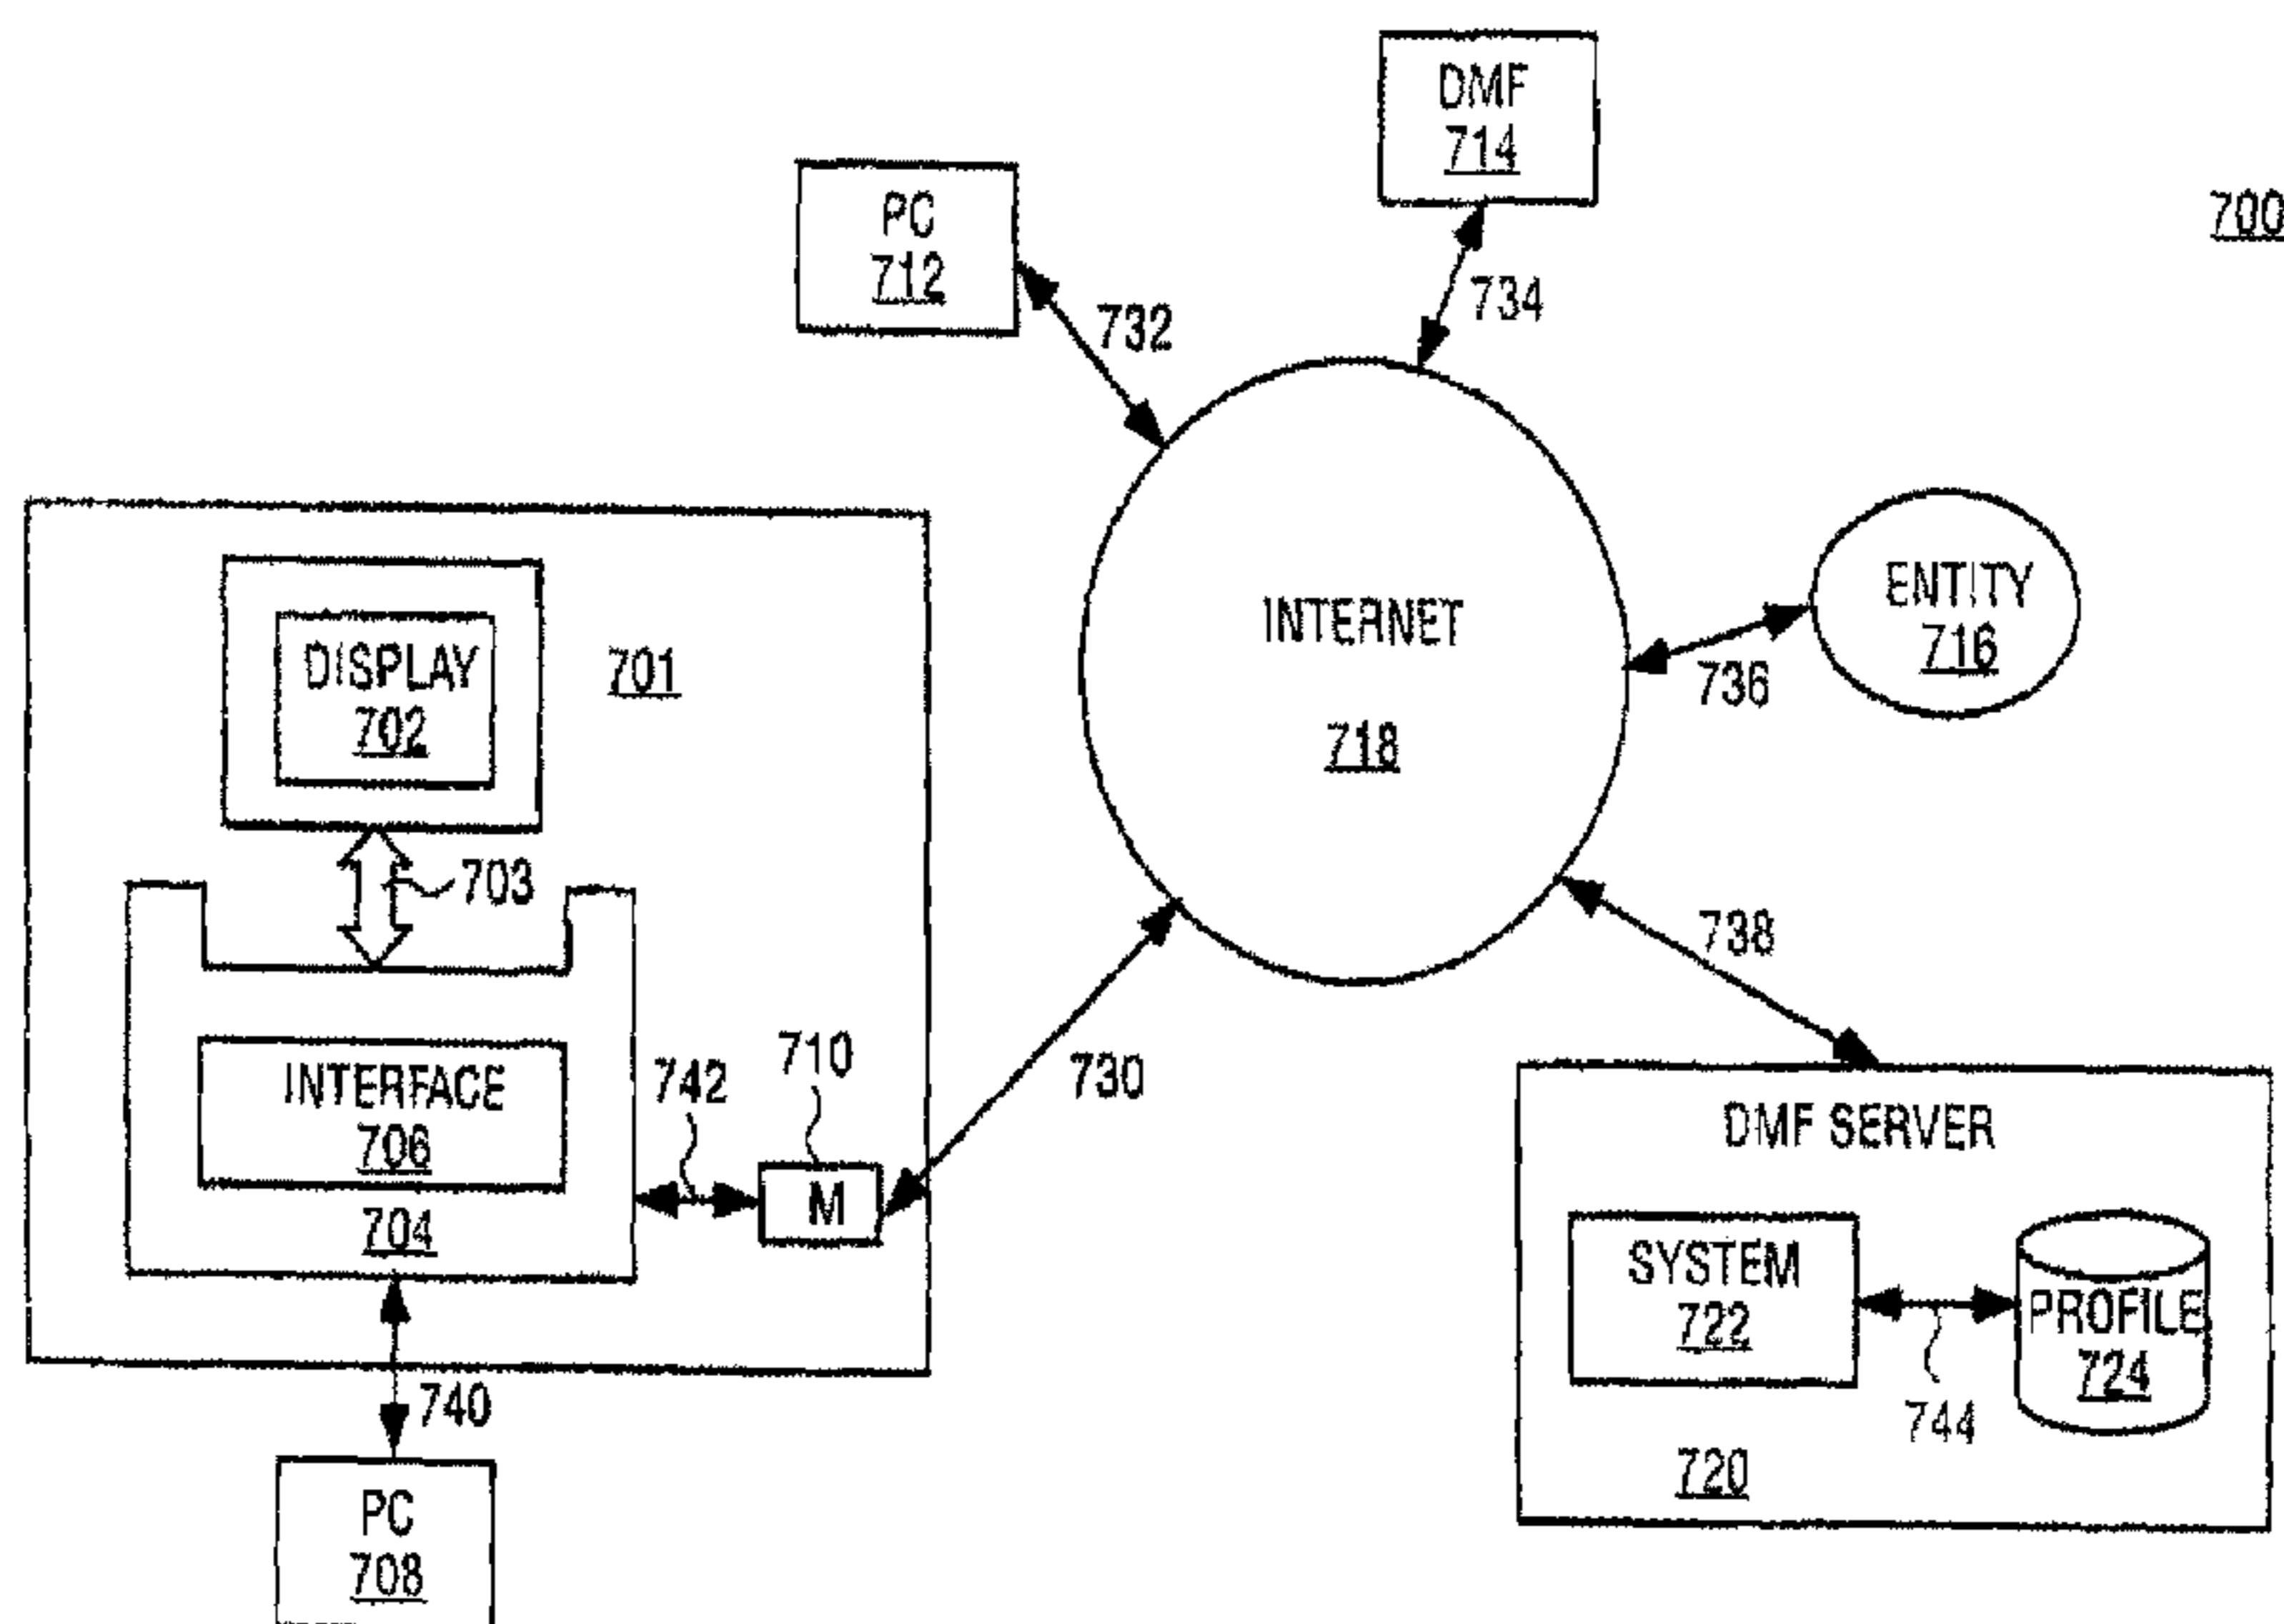 DMF
714
700
PC
712
734
732
INTERNET
718
ENTITY
716
736
DISPLAY
702
701
703
738
INTERFACE
706
704
742
710
M
730
DMF SERVER
SYSTEM
722
PROFILE
724
744
720
740
PC
708